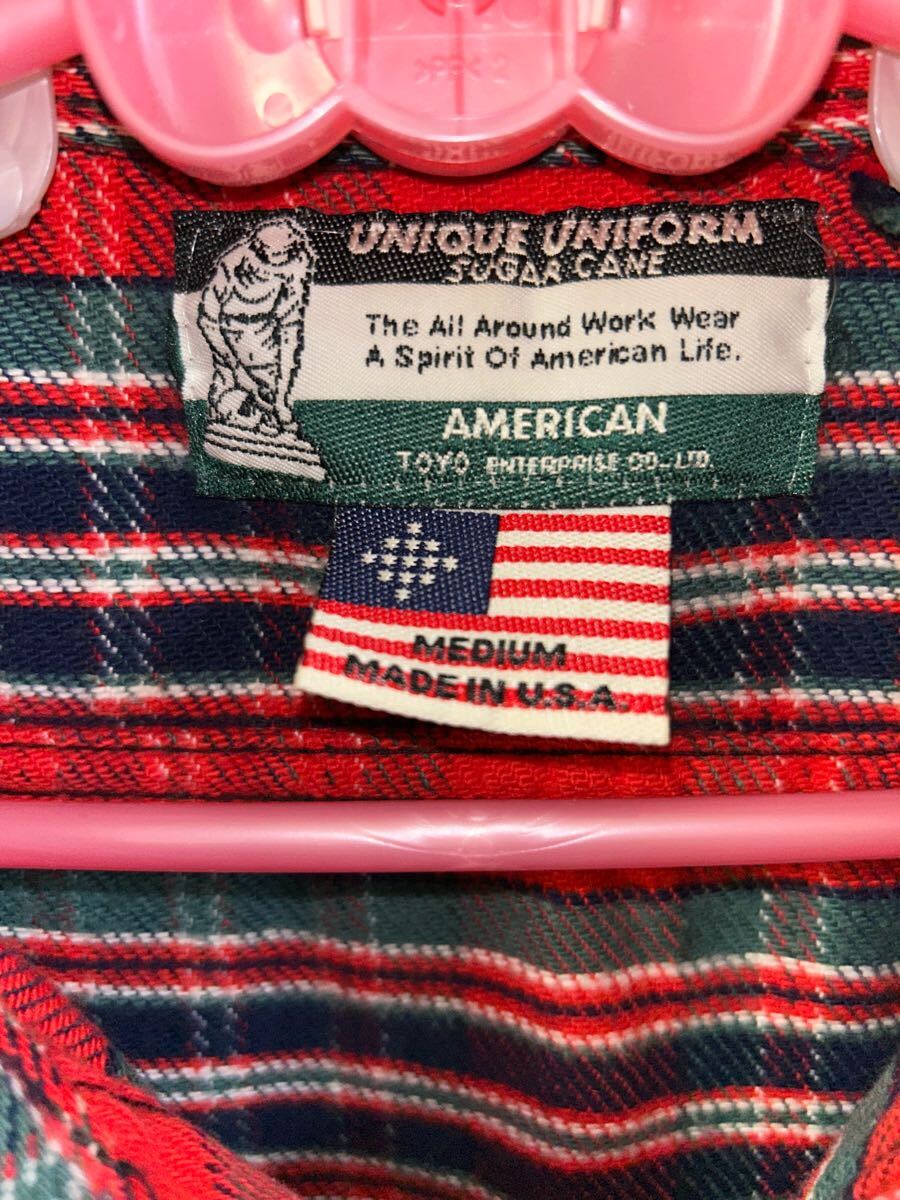 UNIQUE UNIFORM
SUGAR CANE
The All Around Work Wear
A Spirit Of American Life.
AMERICAN
TOYO ENTERPRISE CO-LTD.
MEDIUM
MADE IN U.S.A.